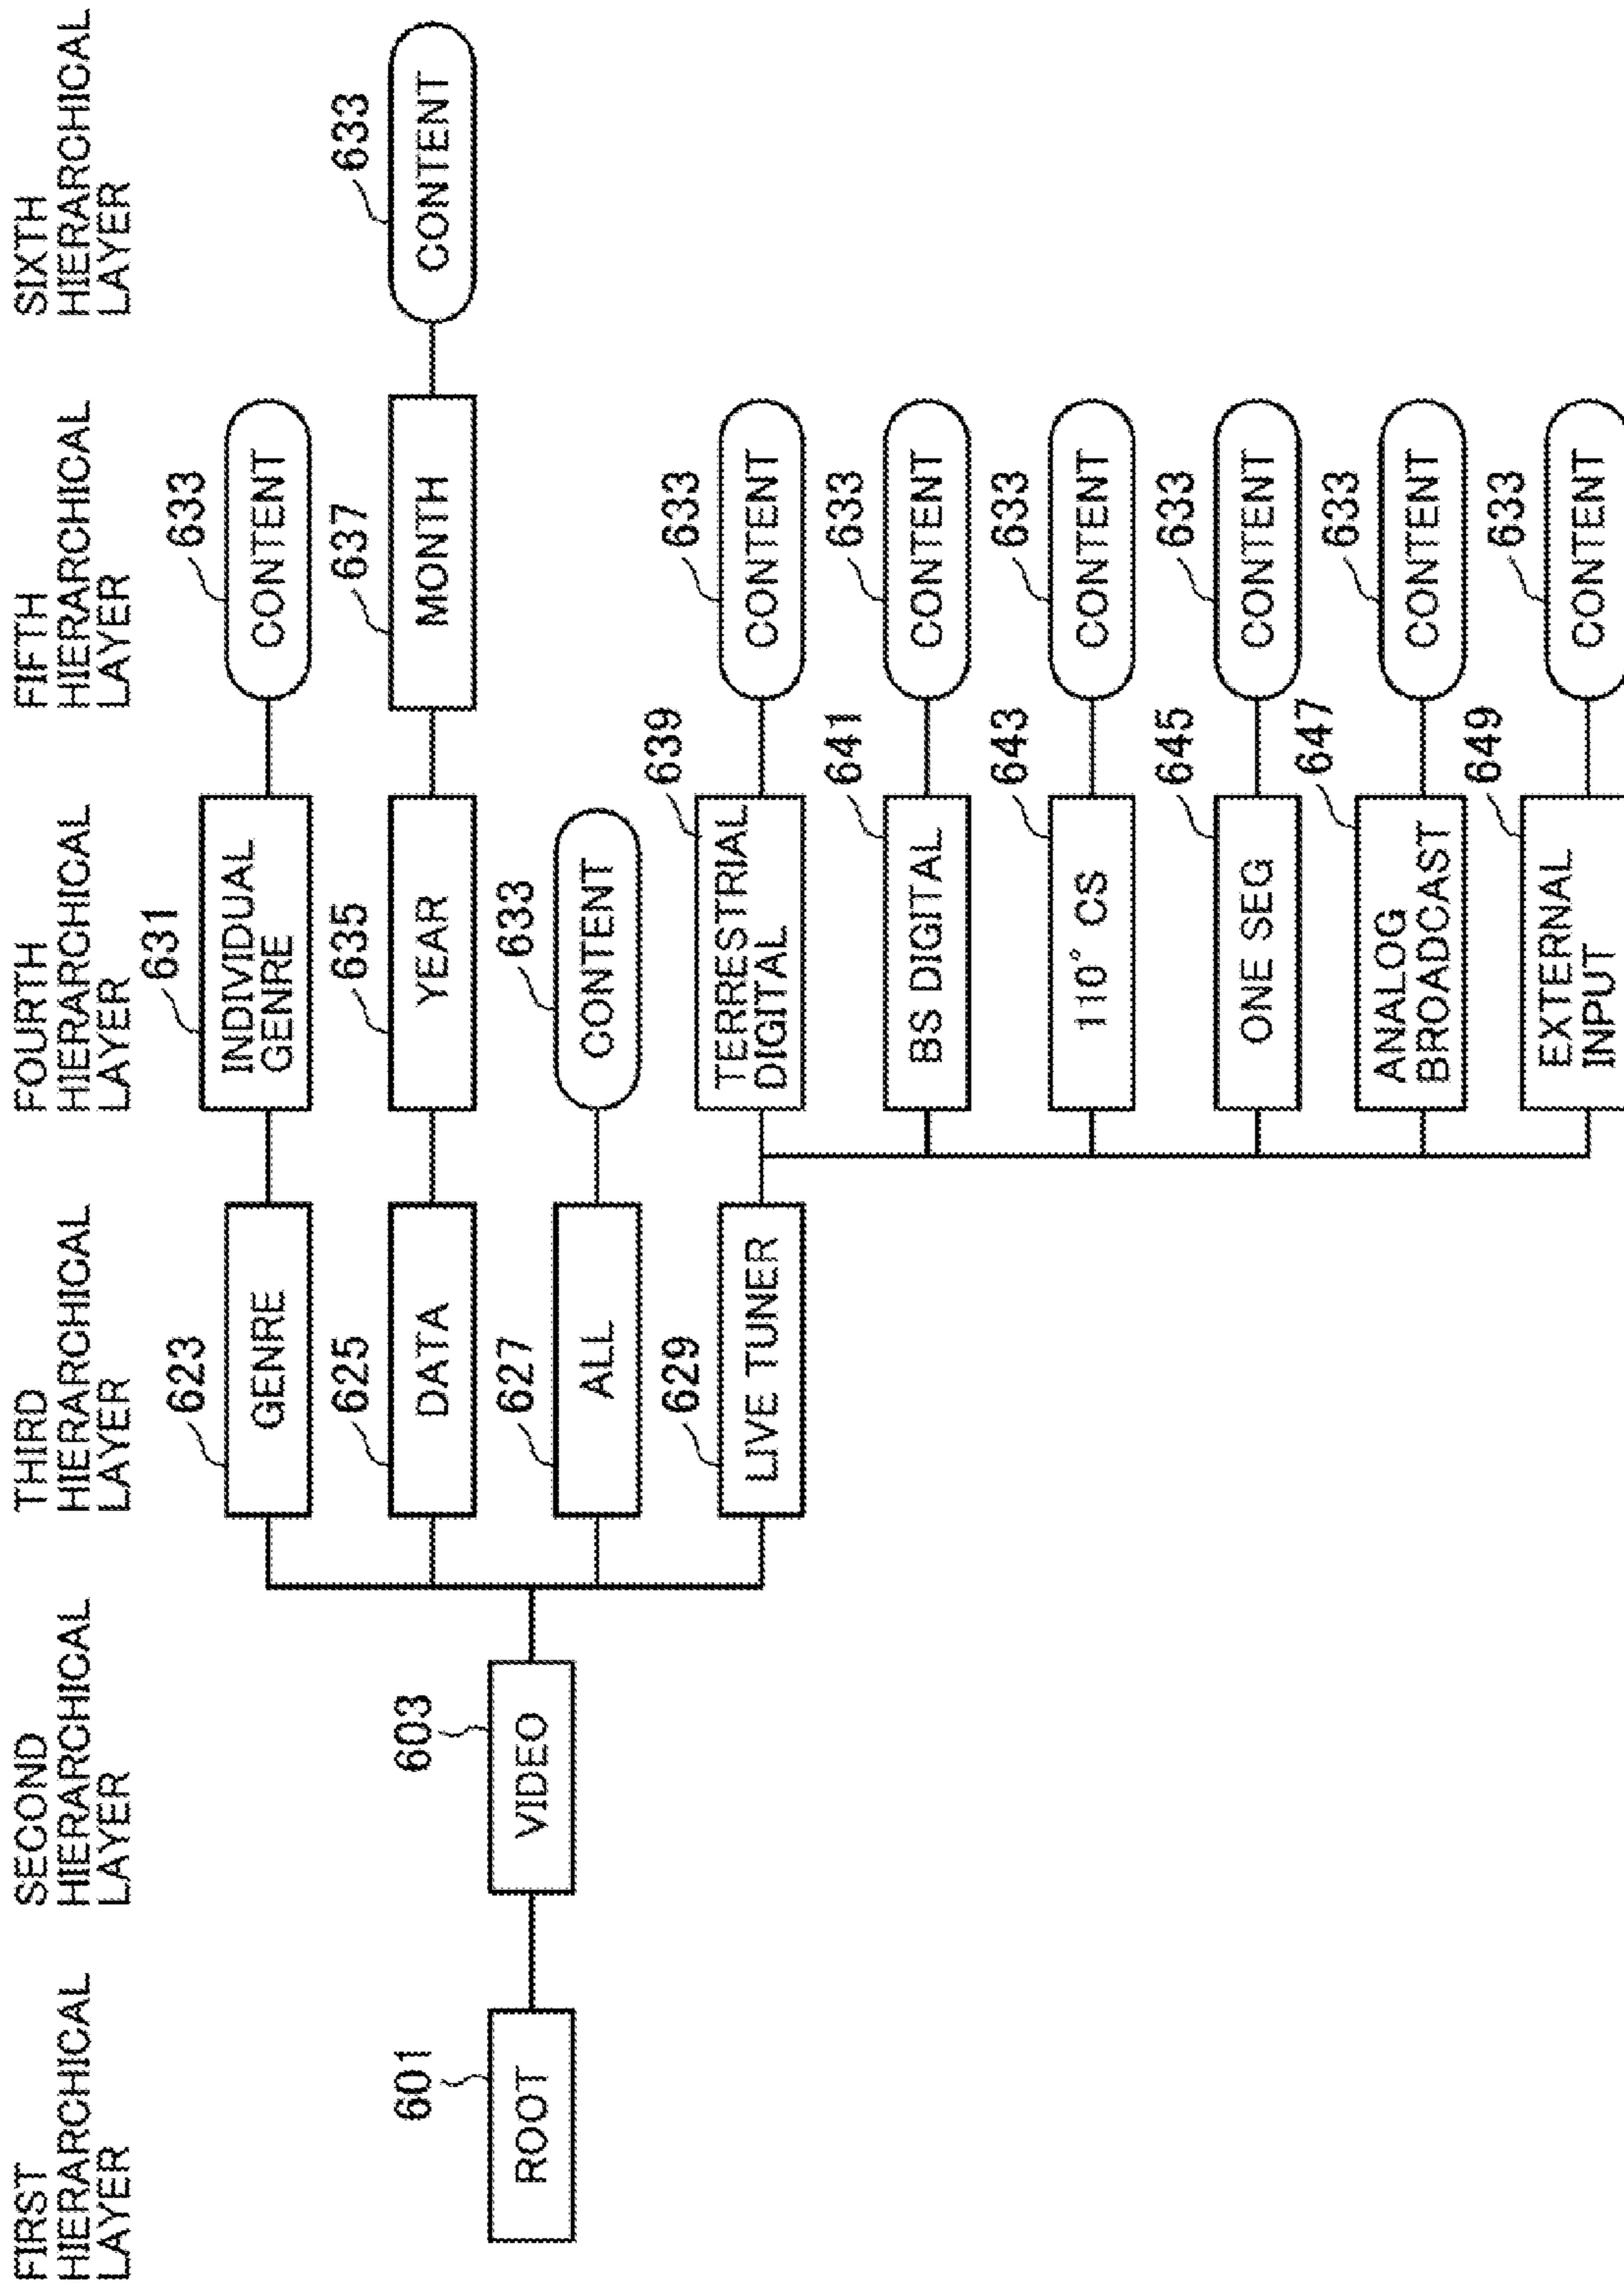 FIRST
HIERARCHICAL
LAYER
SECOND
HIERARCHICAL
LAYER
THIRD
HIERARCHICAL
LAYER
FOURTH
HIERARCHICAL
LAYER
FIFTH
HIERARCHICAL
LAYER
SIXTH
HIERARCHICAL
LAYER
623
GENRE
631
INDIVIDUAL
GENRE
633
CONTENT
625
DATA
635
YEAR
637
MONTH
633
CONTENT
601
ROOT
603
VIDEO
627
ALL
633
CONTENT
629
LIVE TUNER
639
TERRESTRIAL
DIGITAL
633
CONTENT
641
BS DIGITAL
633
CONTENT
643
110° CS
633
CONTENT
645
ONE SEG
633
CONTENT
647
ANALOG
BROADCAST
633
CONTENT
649
EXTERNAL
INPUT
633
CONTENT